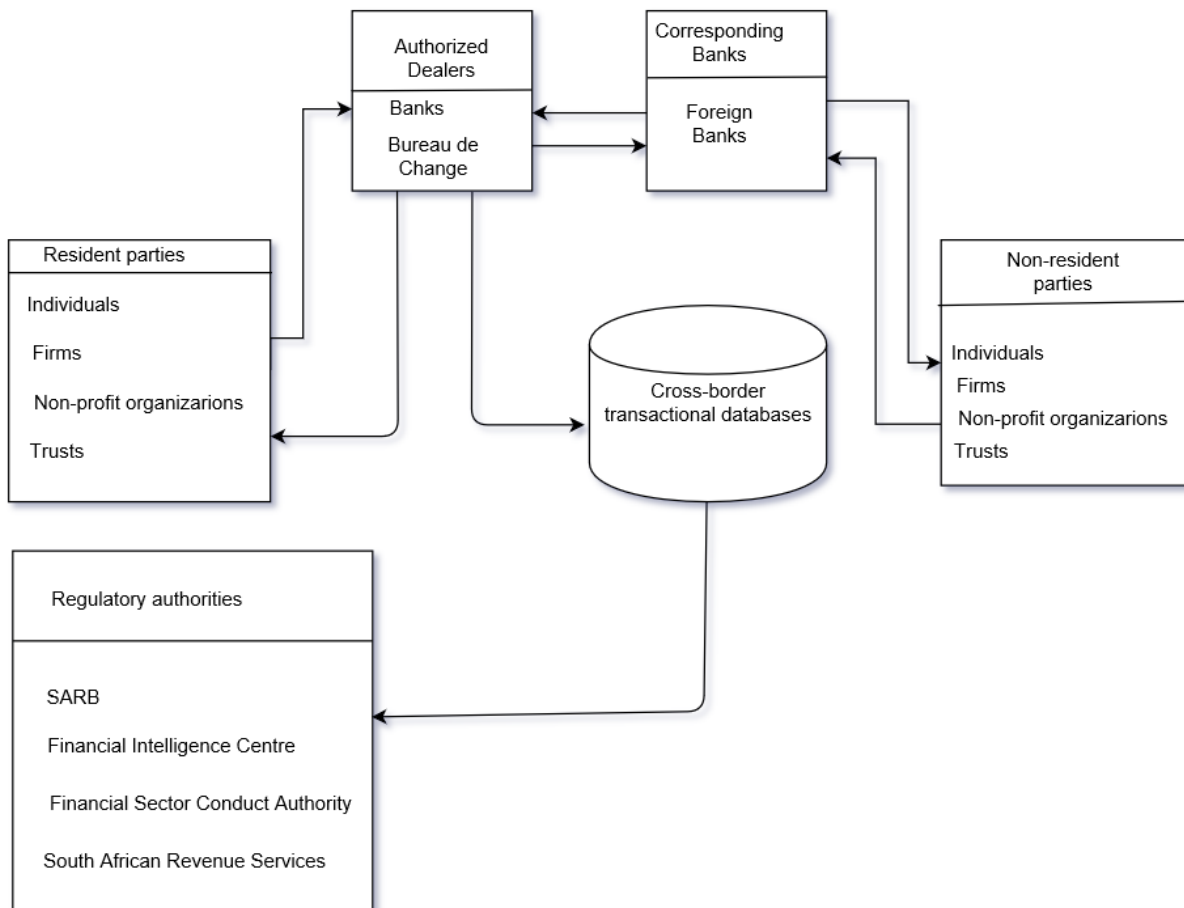 Authorized
Dealers
Banks
Bureau de
Change
Corresponding
Banks
Foreign
Banks
Resident parties
Individuals
Firms
Non-profit organizarions
Trusts
Cross-border
transactional databases
Non-resident
parties
Individuals
Firms
Non-profit organizarions
Trusts
Regulatory authorities
SARB
Financial Intelligence Centre
Financial Sector Conduct Authority
South African Revenue Services